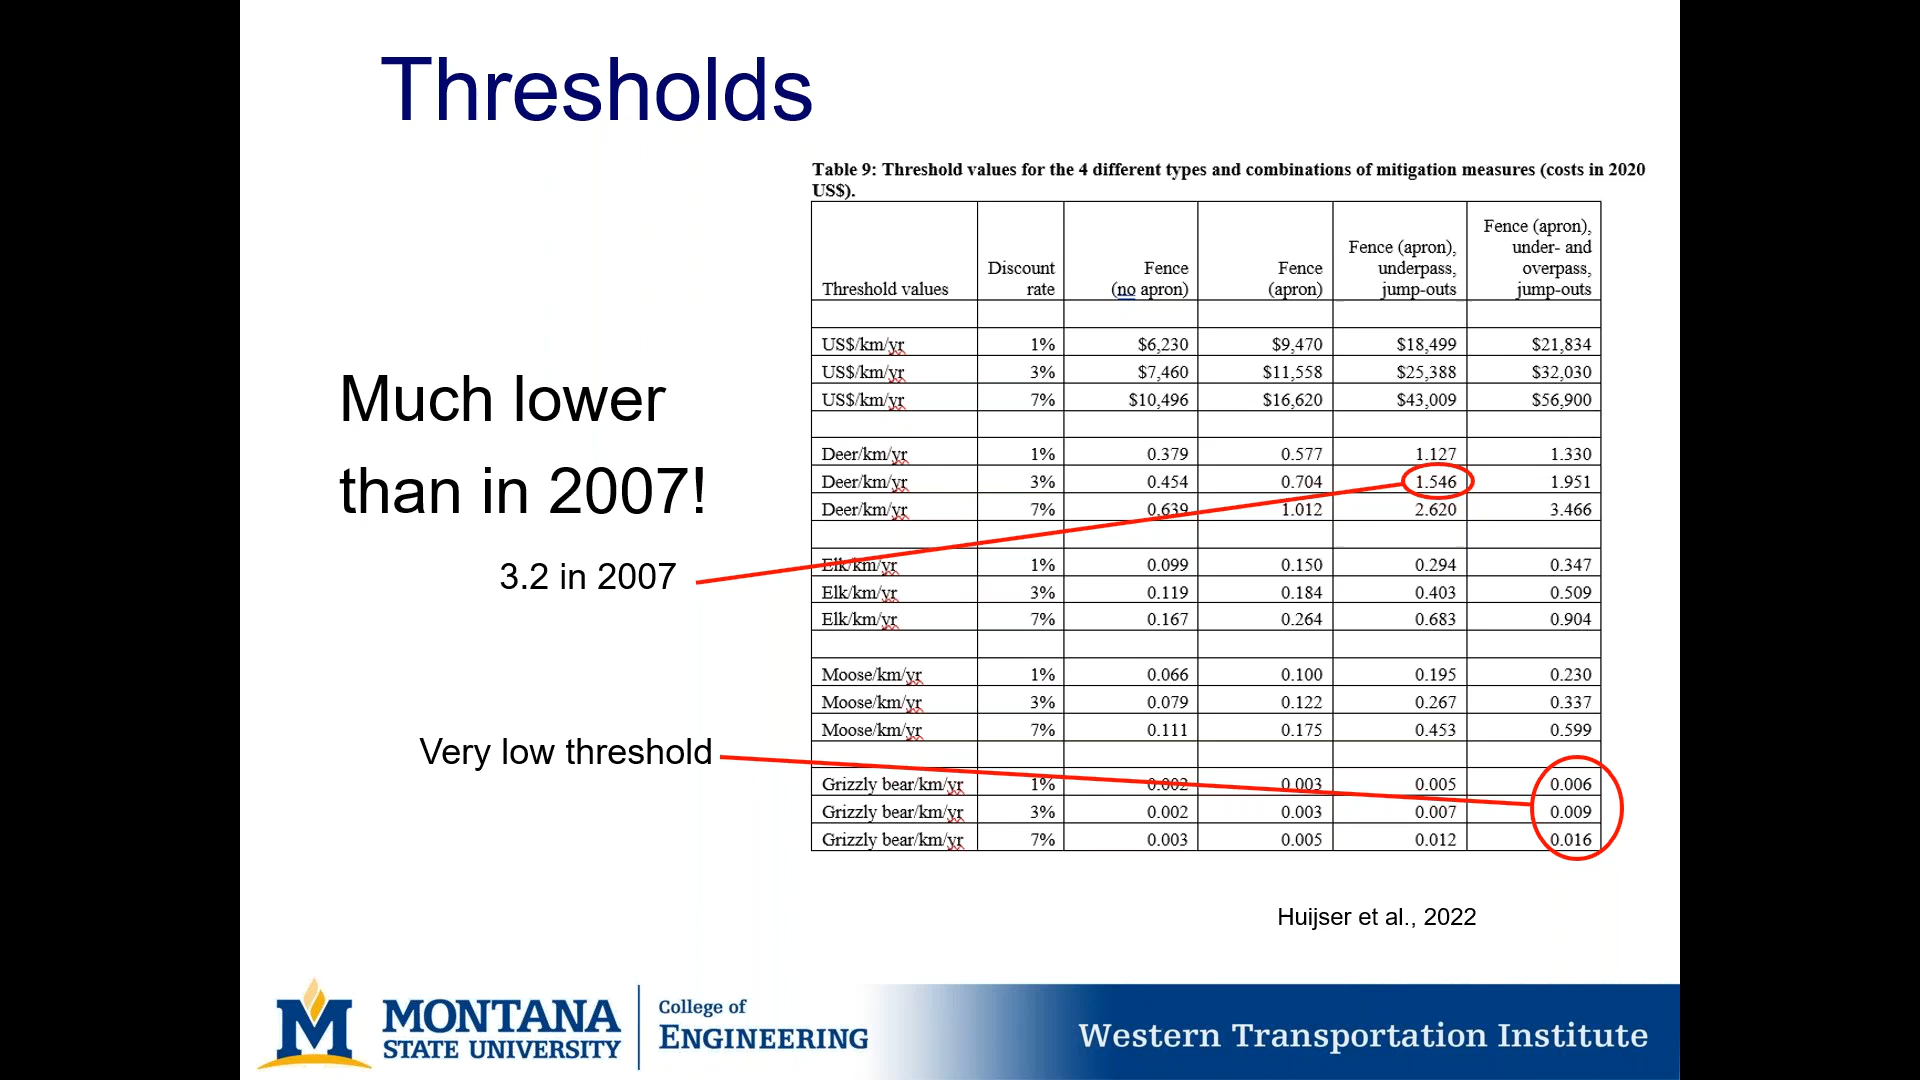 Thresholds
Table 9: Threshold values for the 4 different types and combinations of mitigation measures (costs in 2020
US$).
Threshold values Discount rate Fence (no apron) Fence (apron) Fence (apron), underpass, jump-outs Fence (apron), under- and overpass, jump-outs
US$/km/yr 1% $6,230 $9,470 $18,499 $21,834
US$/km/yr 3% $7,460 $11,558 $25,388 $32,030
US$/km/yr 7% $10,496 $16,620 $43,009 $56,900
Deer/km/yr 1% 0.379 0.577 1.127 1.330
Deer/km/yr 3% 0.454 0.704 1.546 1.951
Deer/km/yr 7% 0.639 1.012 2.620 3.466
Elk/km/yr 1% 0.099 0.150 0.294 0.347
Elk/km/yr 3% 0.119 0.184 0.403 0.509
Elk/km/yr 7% 0.167 0.264 0.683 0.904
Moose/km/yr 1% 0.066 0.100 0.195 0.230
Moose/km/yr 3% 0.079 0.122 0.267 0.337
Moose/km/yr 7% 0.111 0.175 0.453 0.599
Grizzly bear/km/yr 1% 0.002 0.003 0.005 0.006
Grizzly bear/km/yr 3% 0.002 0.003 0.007 0.009
Grizzly bear/km/yr 7% 0.003 0.005 0.012 0.016
Much lower
than in 2007!
3.2 in 2007
Very low threshold
Huijser et al., 2022
M
MONTANA
STATE UNIVERSITY
College of
ENGINEERING
Western Transportation Institute